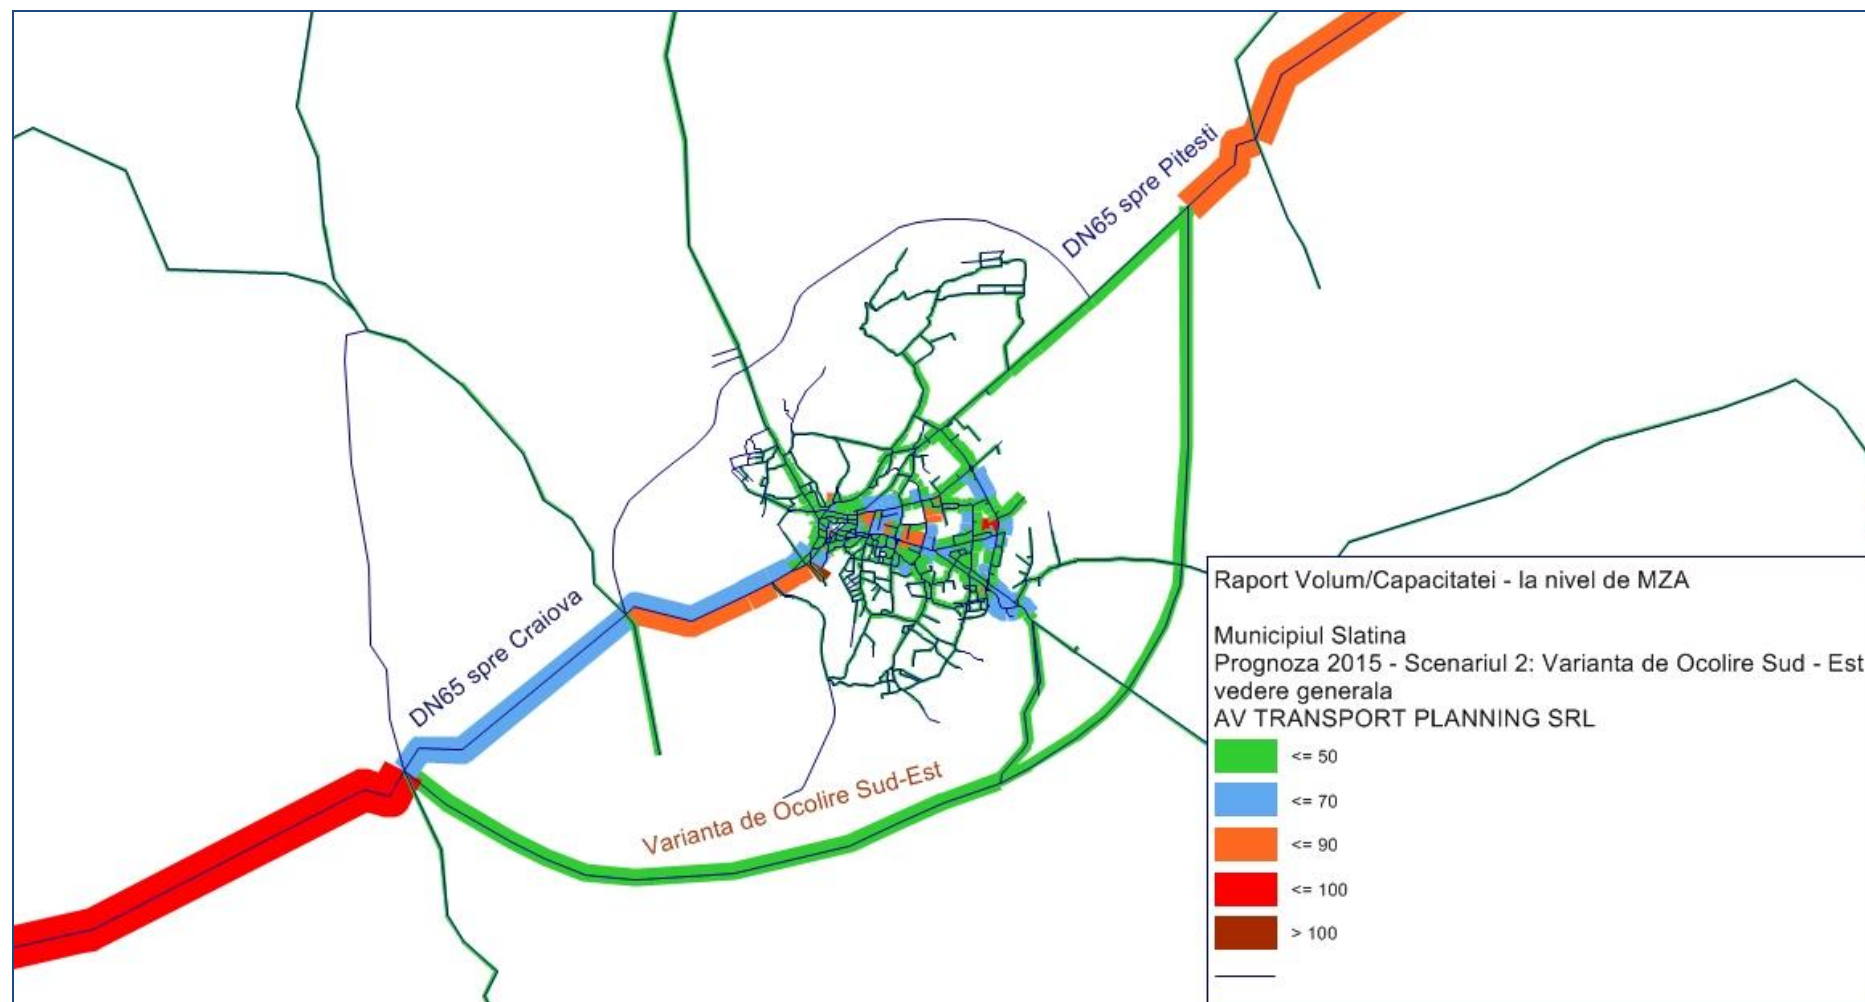 DN65 spre Pitesti
DN65 spre Craiova
Varianta de Ocolire Sud-Est
Raport Volum/Capacitatei - la nivel de MZA
Municipiul Slatina
Prognoza 2015 - Scenariul 2: Varianta de Ocolire Sud - Est
vedere generala
AV TRANSPORT PLANNING SRL
<= 50
<= 70
<= 90
<= 100
> 100